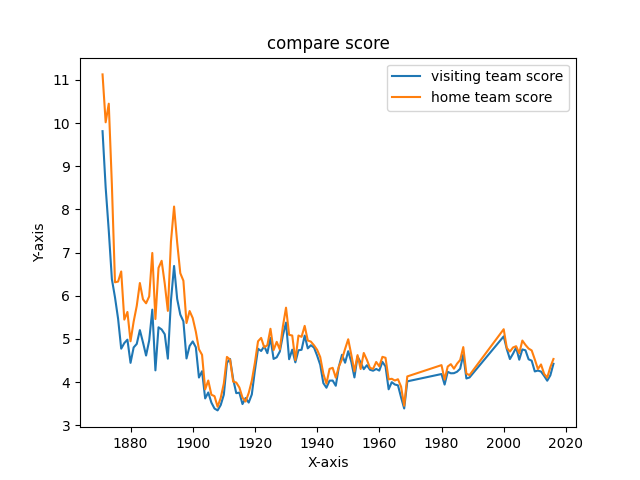 compare score
visiting team score
home team score
11
10
9
8
7
6
5
4
3
Y-axis
1880 1900 1920 1940 1960 1980 2000 2020
X-axis